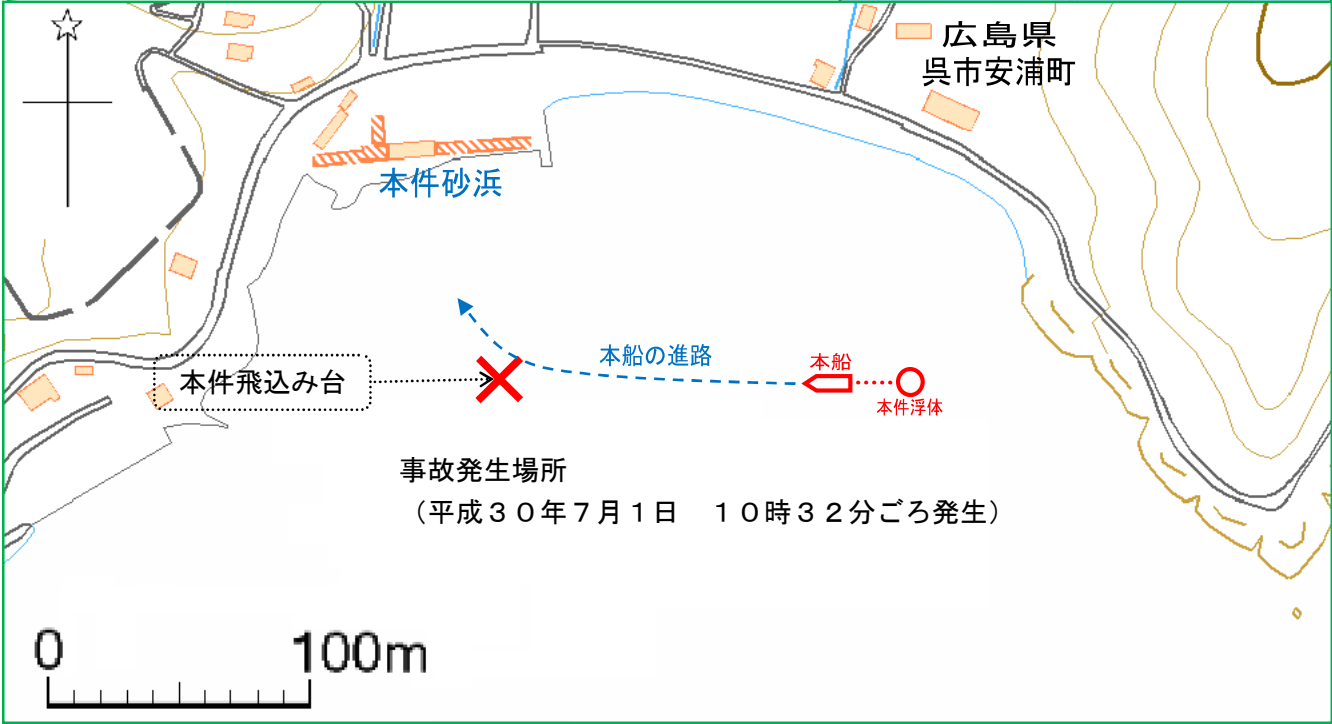 広島県
呉市安浦町
本件砂浜
本船の進路
本船
本件飛込み台
本件浮体
事故発生場所
（平成３０年７月１日　１０時３２分ごろ発生）
0 100m